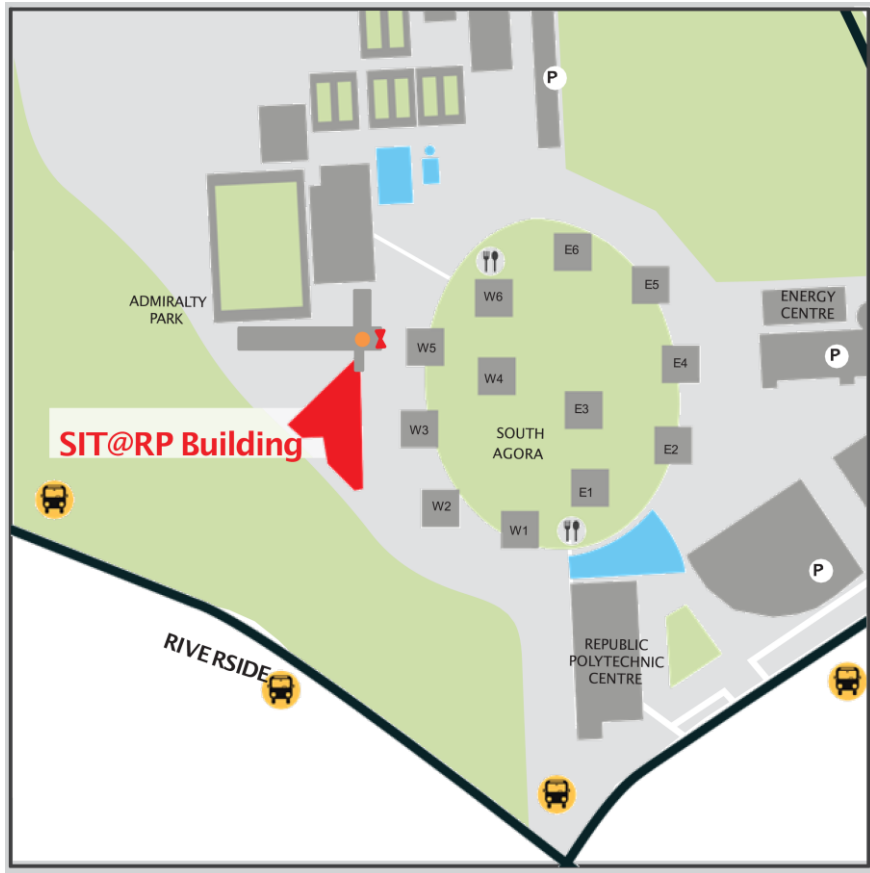 P
E6
E5
W6
ENERGY
CENTRE
ADMIRALTY
PARK
W5
P
E4
W4
E3
W3
SOUTH
AGORA
E2
SIT@RP Building
E1
W2
W1
P
RIVERSIDE
REPUBLIC
POLYTECHNIC
CENTRE